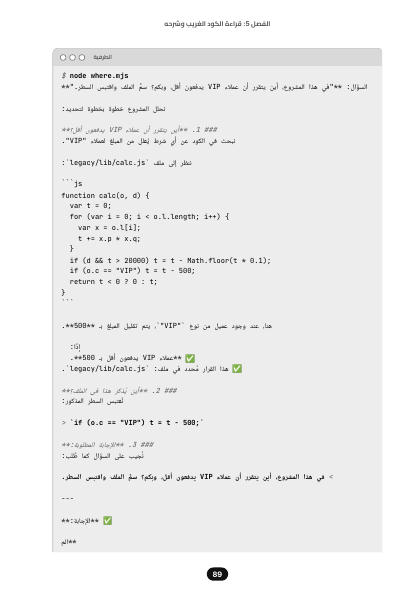 الفصل 5: قراءة الكود الغريب وشرحه
الطرفية
$ node where.mjs
السؤال: **"في هذا المشروع، أين يتقرر أن عملاء VIP يدفعون أقل، وبكم؟ سمِّ الملف واقتبس السطر."**
نحلل المشروع خطوة بخطوة لتحديد:
### 1. **أين يتقرر أن عملاء VIP يدفعون أقل؟**
نبحث في الكود عن أي شرط يُقلل من المبلغ لعملاء "VIP".
ننظر إلى ملف `legacy/lib/calc.js`:
```js
function calc(o, d) {
var t = 0;
for (var i = 0; i < o.l.length; i++) {
var x = o.l[i];
t += x.p * x.q;
}
if (d && t > 20000) t = t - Math.floor(t * 0.1);
if (o.c == "VIP") t = t - 500;
return t < 0 ? 0 : t;
}
```
هنا، عند وجود عميل من نوع `"VIP"`، يتم تقليل المبلغ بـ **500**.
إذًا:
✅ **عملاء VIP يدفعون أقل بـ 500**.
✅ هذا القرار مُحدد في ملف: `legacy/lib/calc.js`.
### 2. **أين يُذكر هذا في الملف؟**
نُقتبس السطر المذكور:
> `if (o.c == "VIP") t = t - 500;`
### 3. **الإجابة المطلوبة:**
نُجيب على السؤال كما طُلب:
> في هذا المشروع، أين يتقرر أن عملاء VIP يدفعون أقل، وبكم؟ سمِّ الملف واقتبس السطر.
---
✅ **الإجابة:**
**الم
89